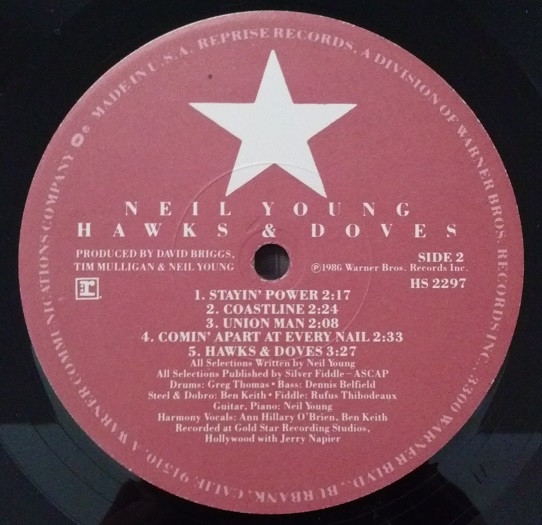 MADE IN U.S.A. REPRISE RECORDS, A DIVISION OF WARNER BROS. RECORDS INC., 3300 WARNER BLVD., BURBANK, CALIF. 91510, A WARNER COMMUNICATIONS COMPANY
NEIL YOUNG
HAWKS & DOVES
PRODUCED BY DAVID BRIGGS,
TIM MULLIGAN & NEIL YOUNG
SIDE 2
℗1986 Warner Bros. Records Inc.
HS 2297
r
1. STAYIN' POWER 2:17
2. COASTLINE 2:24
3. UNION MAN 2:08
4. COMIN' APART AT EVERY NAIL 2:33
5. HAWKS & DOVES 3:27
All Selections Written by Neil Young
All Selections Published by Silver Fiddle – ASCAP
Drums: Greg Thomas • Bass: Dennis Belfield
Steel & Dobro: Ben Keith • Fiddle: Rufus Thibodeaux
Guitar, Piano: Neil Young
Harmony Vocals: Ann Hillary O'Brien, Ben Keith
Recorded at Gold Star Recording Studios,
Hollywood with Jerry Napier